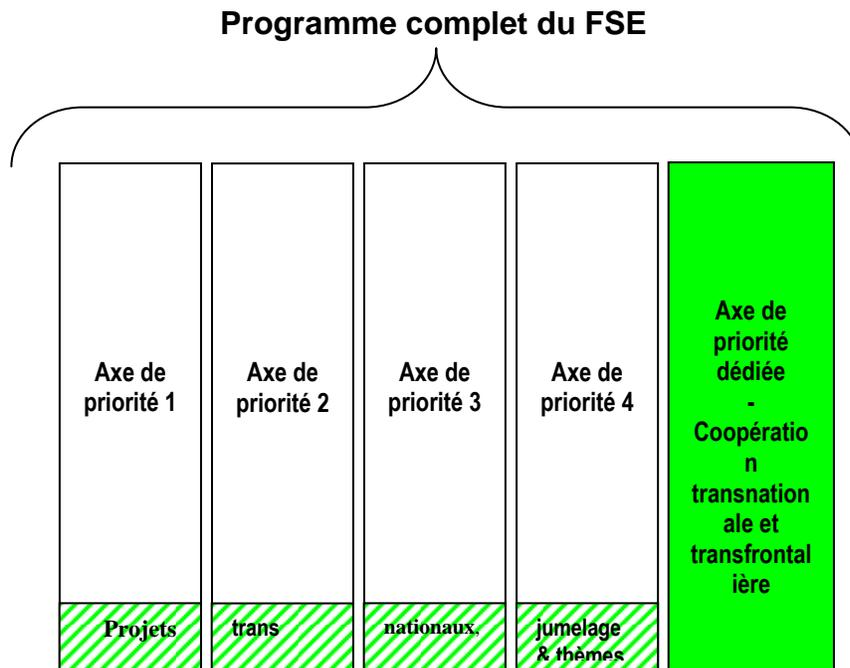 Programme complet du FSE
Axe de
priorité 1
Axe de
priorité 2
Axe de
priorité 3
Axe de
priorité 4
Axe de
priorité
dédiée
-
Coopératio
n
transnation
ale et
transfrontal
ière
Projets
trans
nationaux,
jumelage
& thèmes